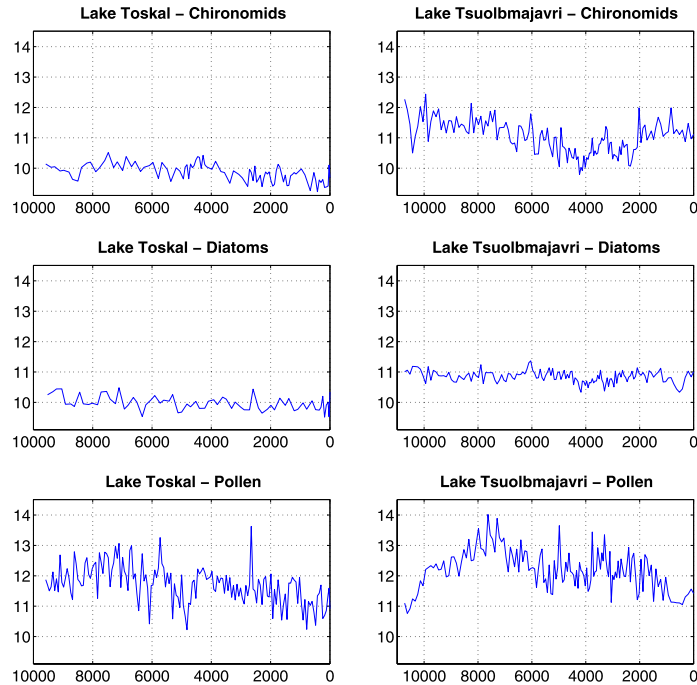 Lake Toskal – Chironomids
14
13
12
11
10
10000 8000 6000 4000 2000 0
Lake Tsuolbmajavri – Chironomids
14
13
12
11
10
10000 8000 6000 4000 2000 0
Lake Toskal – Diatoms
14
13
12
11
10
10000 8000 6000 4000 2000 0
Lake Tsuolbmajavri – Diatoms
14
13
12
11
10
10000 8000 6000 4000 2000 0
Lake Toskal – Pollen
14
13
12
11
10
10000 8000 6000 4000 2000 0
Lake Tsuolbmajavri – Pollen
14
13
12
11
10
10000 8000 6000 4000 2000 0